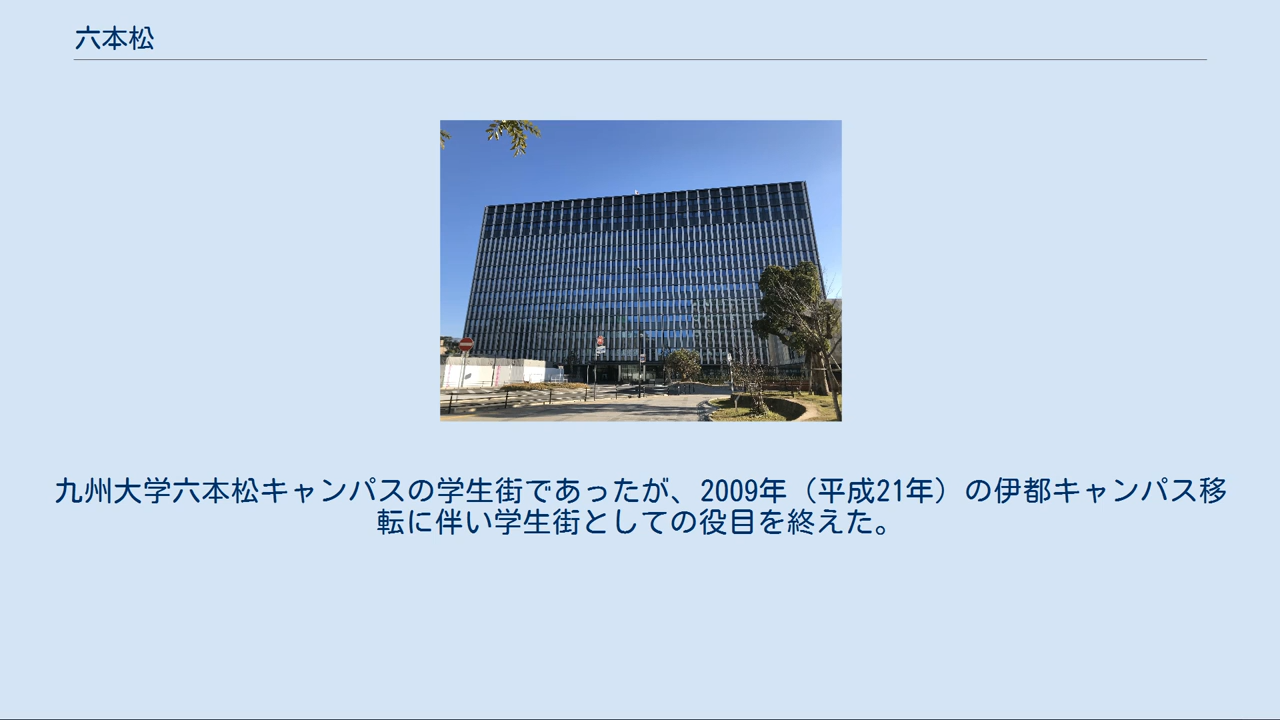 六本松
九州大学六本松キャンパスの学生街であったが、2009年（平成21年）の伊都キャンパス移
転に伴い学生街としての役目を終えた。